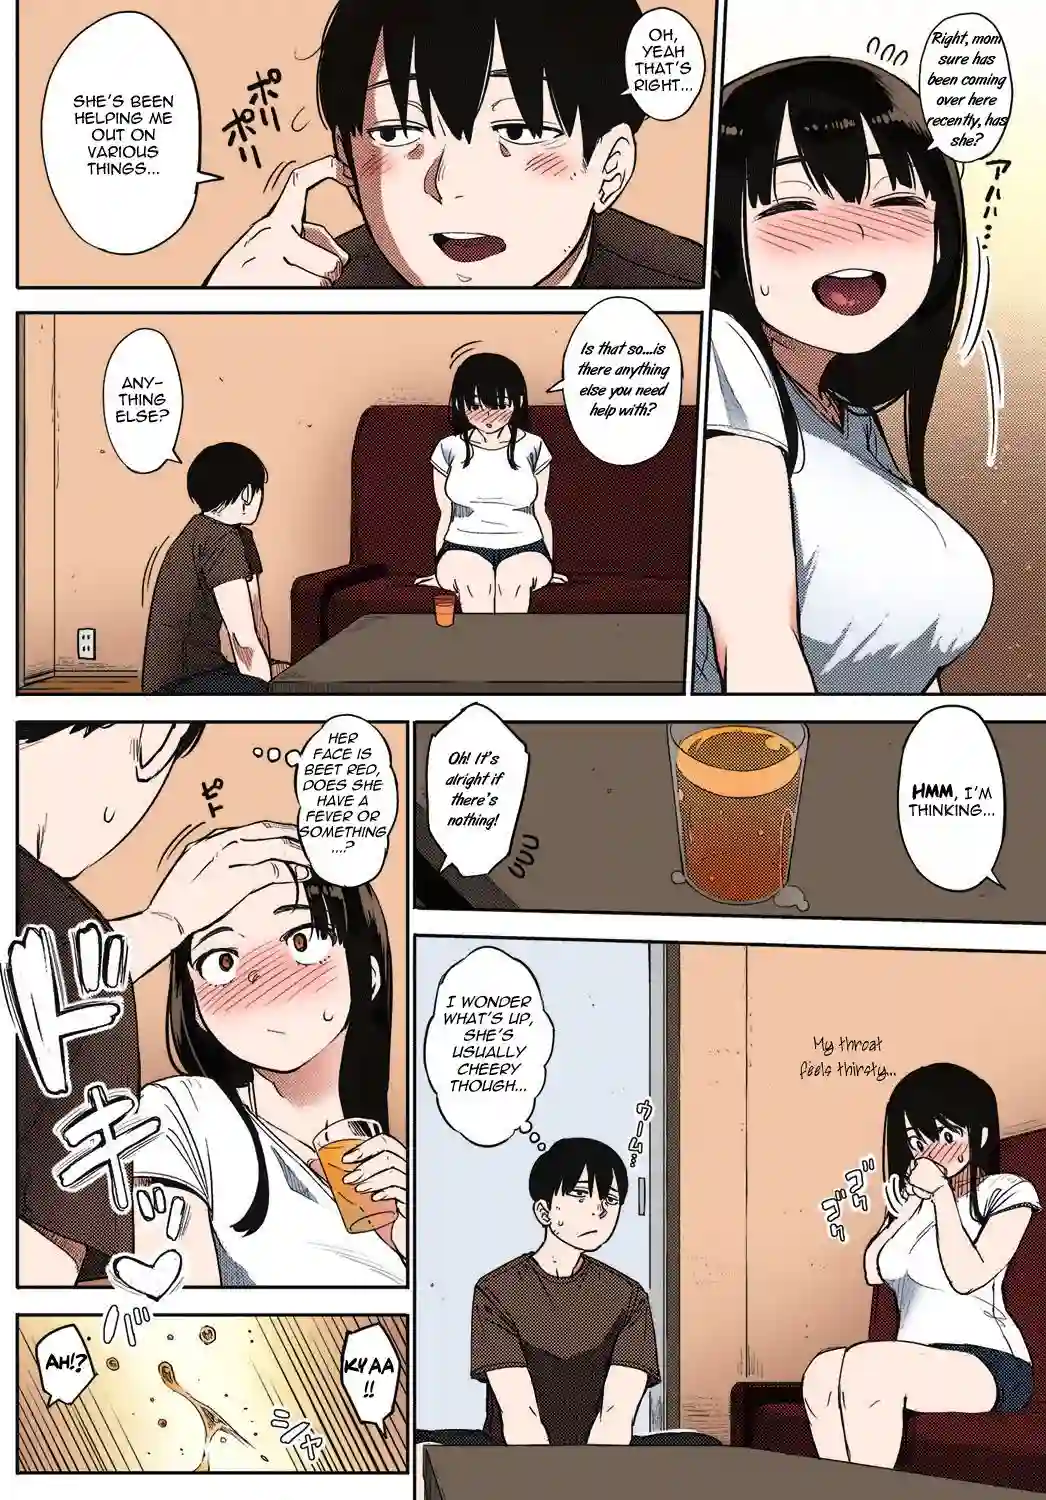 Right, mom
sure has
been coming
over here
recently, has
she?
アハハ…
OH,
YEAH
THAT'S
RIGHT...
SHE'S BEEN
HELPING ME
OUT ON
VARIOUS
THINGS...
ポリ
ポリ
Is that so...is
there anything
else you need
help with?
ANY-
THING
ELSE?
HMM, I'M
THINKING...
Oh! It's
alright if
there's
nothing!
I WONDER
WHAT'S UP,
SHE'S
USUALLY
CHEERY
THOUGH...
ウーム…
My throat
feels thirsty...
ゴク
ゴク
HER
FACE IS
BEET RED,
DOES SHE
HAVE A
FEVER OR
SOMETHING
....?
ピト
ドキッ♡
KYAA
!!
AH!?
バ
シャ